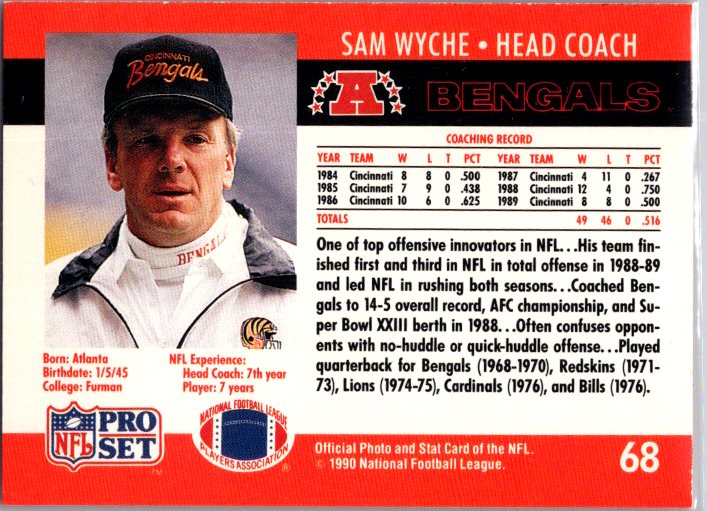 SAM WYCHE • HEAD COACH
A BENGALS
CINCINNATI
Bengals
BENGALS
COACHING RECORD
YEAR TEAM W L T PCT YEAR TEAM W L T PCT
1984 Cincinnati 8 8 0 .500 1987 Cincinnati 4 11 0 .267
1985 Cincinnati 7 9 0 .438 1988 Cincinnati 12 4 0 .750
1986 Cincinnati 10 6 0 .625 1989 Cincinnati 8 8 0 .500
TOTALS 49 46 0 .516
One of top offensive innovators in NFL...His team fin-
ished first and third in NFL in total offense in 1988-89
and led NFL in rushing both seasons...Coached Ben-
gals to 14-5 overall record, AFC championship, and Su-
per Bowl XXIII berth in 1988...Often confuses oppon-
ents with no-huddle or quick-huddle offense...Played
quarterback for Bengals (1968-1970), Redskins (1971-
73), Lions (1974-75), Cardinals (1976), and Bills (1976).
Born: Atlanta
Birthdate: 1/5/45
College: Furman
NFL Experience:
Head Coach: 7th year
Player: 7 years
NFL PRO SET ™
NATIONAL FOOTBALL LEAGUE
PLAYERS ASSOCIATION ®
Official Photo and Stat Card of the NFL.
© 1990 National Football League.
68